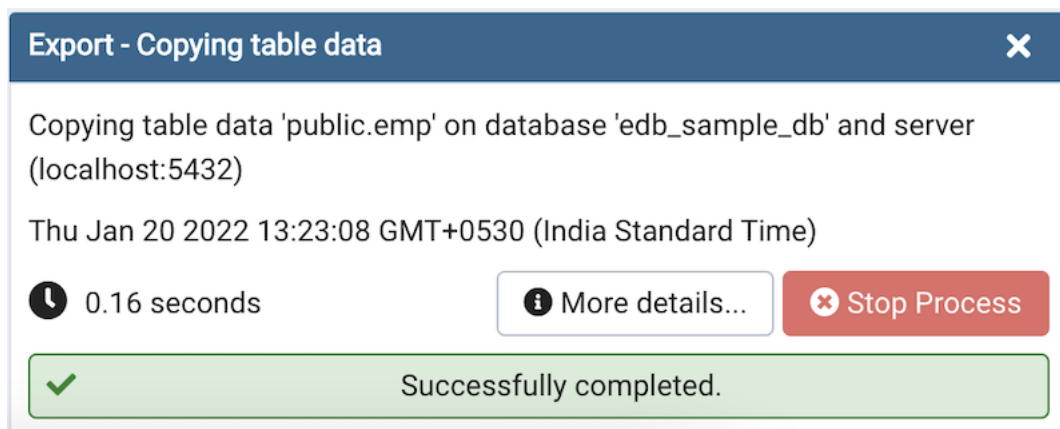 Export - Copying table data
Copying table data 'public.emp' on database 'edb_sample_db' and server
(localhost:5432)
Thu Jan 20 2022 13:23:08 GMT+0530 (India Standard Time)
0.16 seconds More details... Stop Process
Successfully completed.